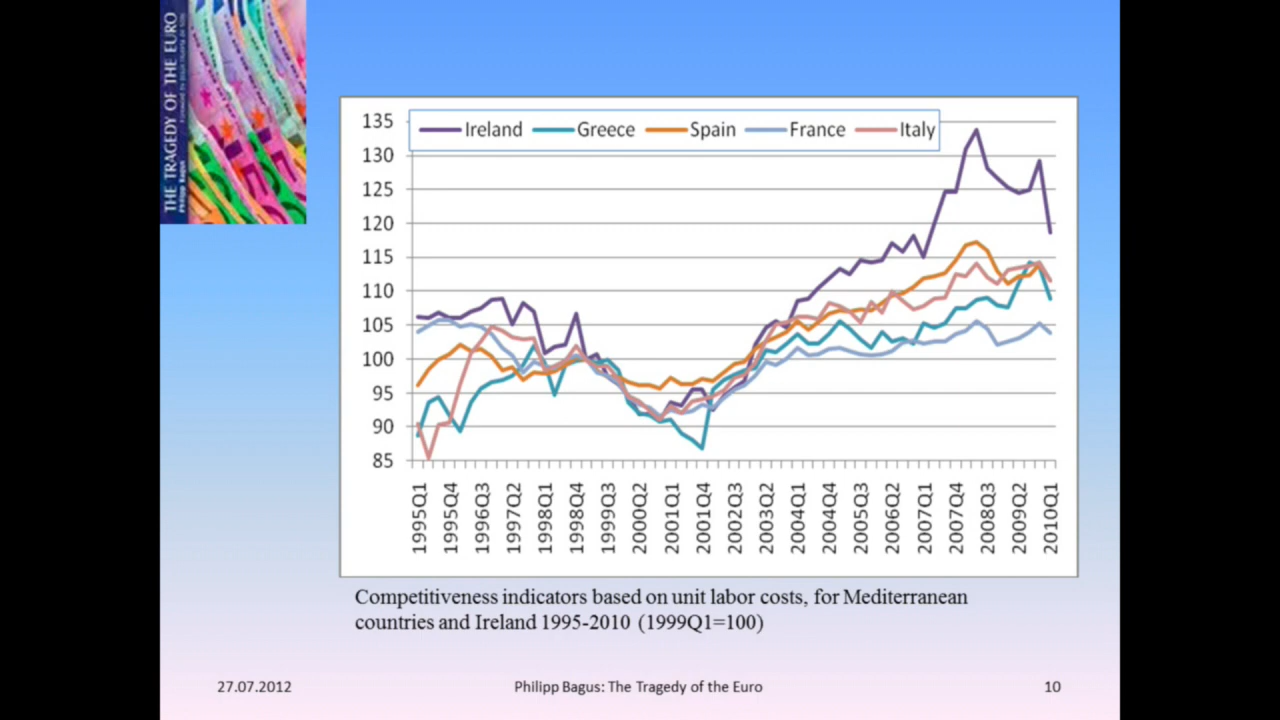 THE TRAGEDY OF THE EURO
Philipp Bagus
135
130
125
120
115
110
105
100
95
90
85
Ireland Greece Spain France Italy
1995Q1 1995Q4 1996Q3 1997Q2 1998Q1 1998Q4 1999Q3 2000Q2 2001Q1 2001Q4 2002Q3 2003Q2 2004Q1 2004Q4 2005Q3 2006Q2 2007Q1 2007Q4 2008Q3 2009Q2 2010Q1
Competitiveness indicators based on unit labor costs, for Mediterranean
countries and Ireland 1995-2010 (1999Q1=100)
27.07.2012 Philipp Bagus: The Tragedy of the Euro 10